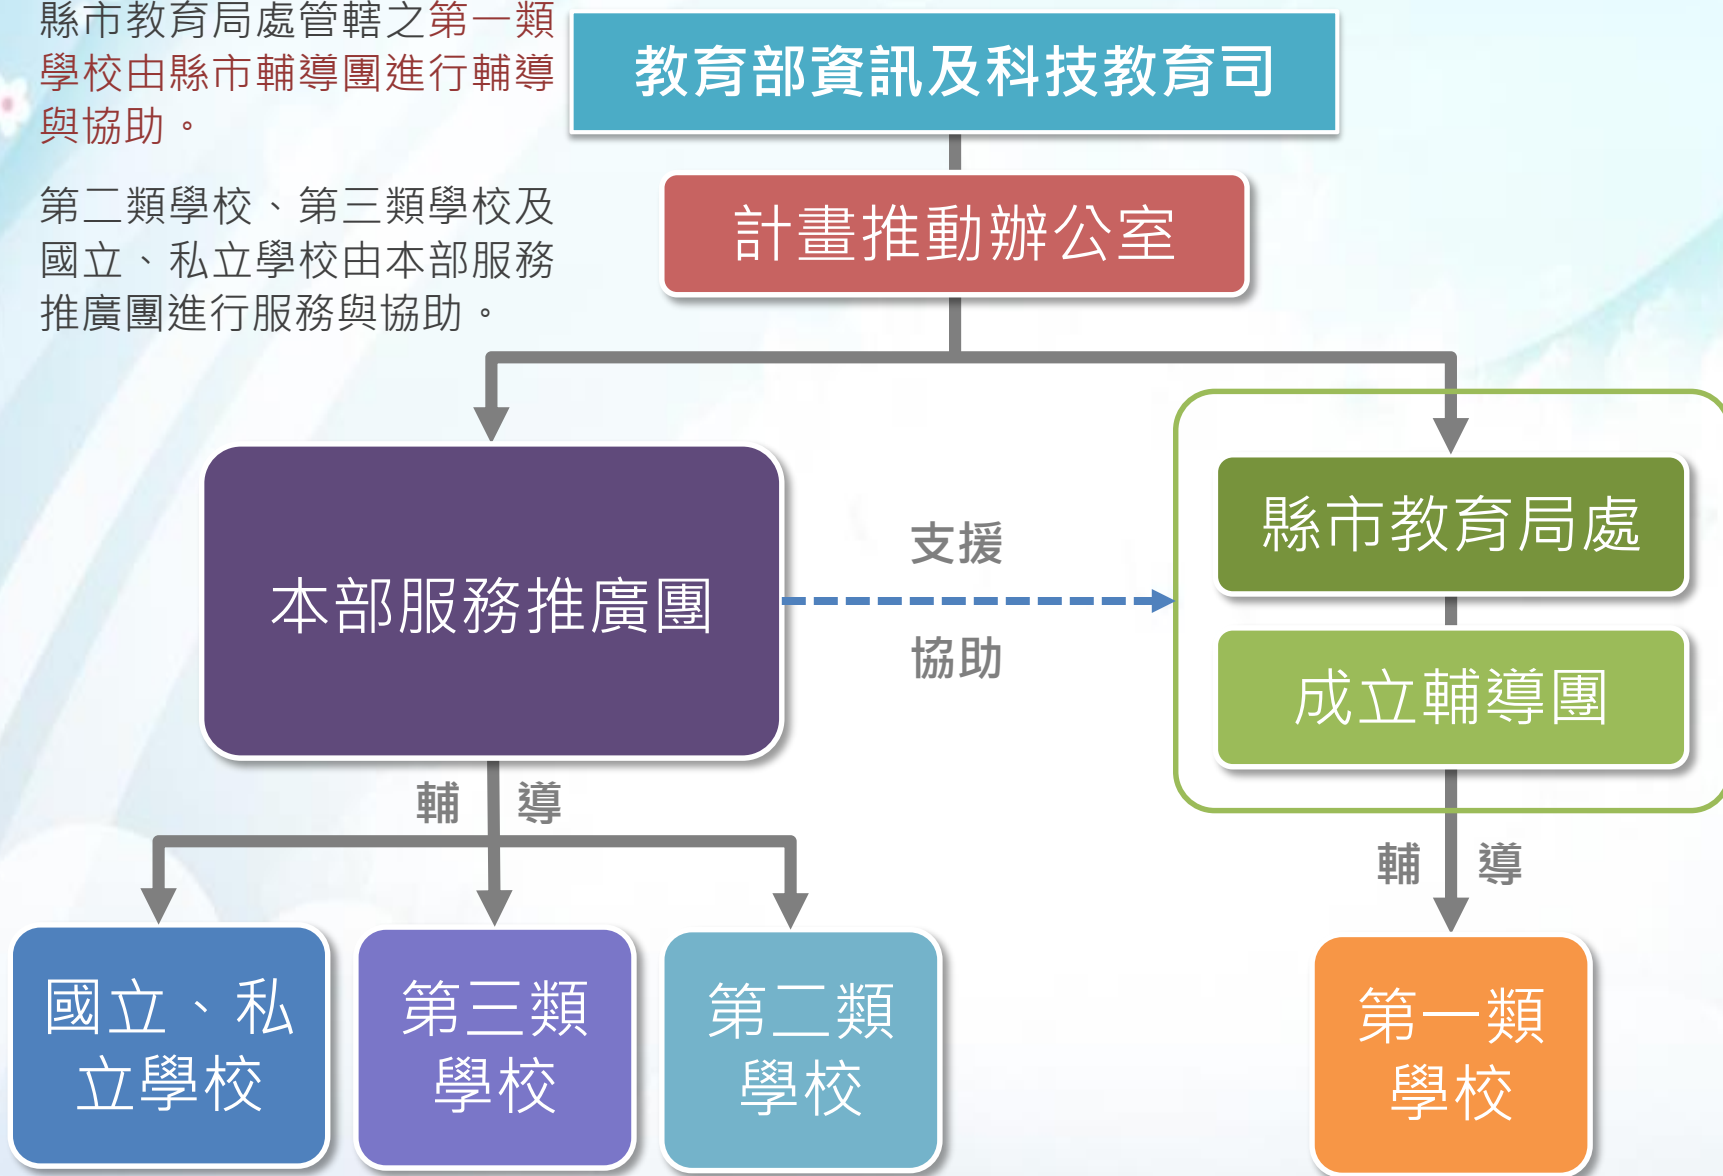 縣市教育局處管轄之第一類
學校由縣市輔導團進行輔導
與協助。
第二類學校、第三類學校及
國立、私立學校由本部服務
推廣團進行服務與協助。
教育部資訊及科技教育司
計畫推動辦公室
本部服務推廣團
支援
協助
縣市教育局處
成立輔導團
輔 導
輔 導
國立、私
立學校
第三類
學校
第二類
學校
第一類
學校